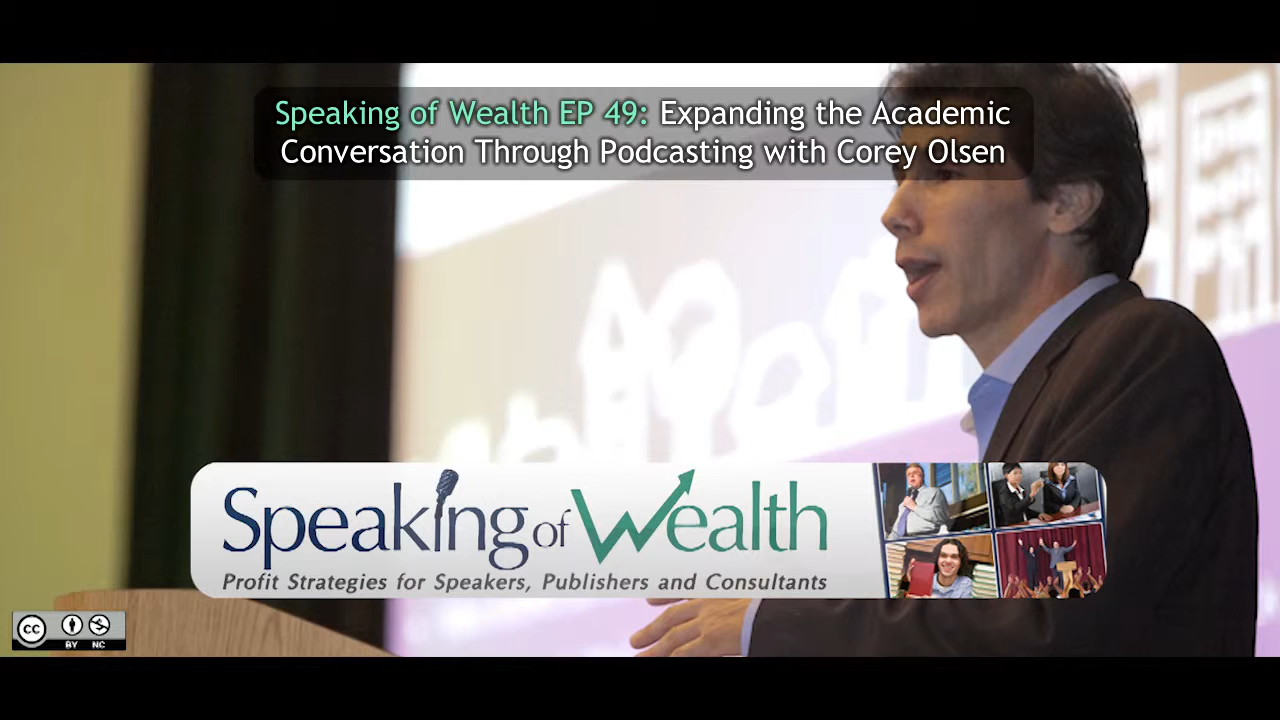 Speaking of Wealth EP 49: Expanding the Academic
Conversation Through Podcasting with Corey Olsen
Speaking of Wealth
Profit Strategies for Speakers, Publishers and Consultants
cc
BY NC